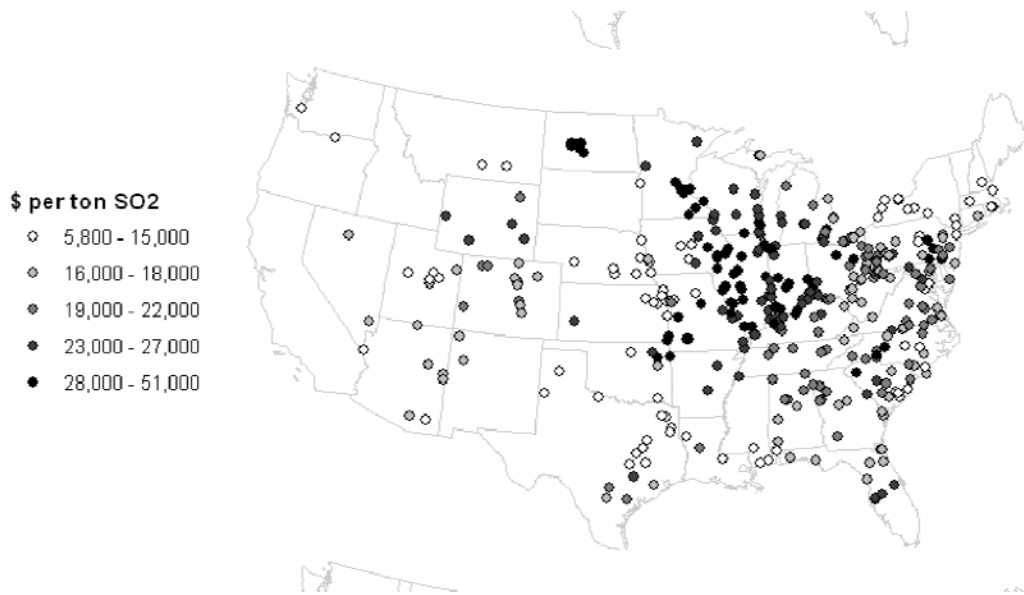 $ per ton SO2
5,800 - 15,000
16,000 - 18,000
19,000 - 22,000
23,000 - 27,000
28,000 - 51,000